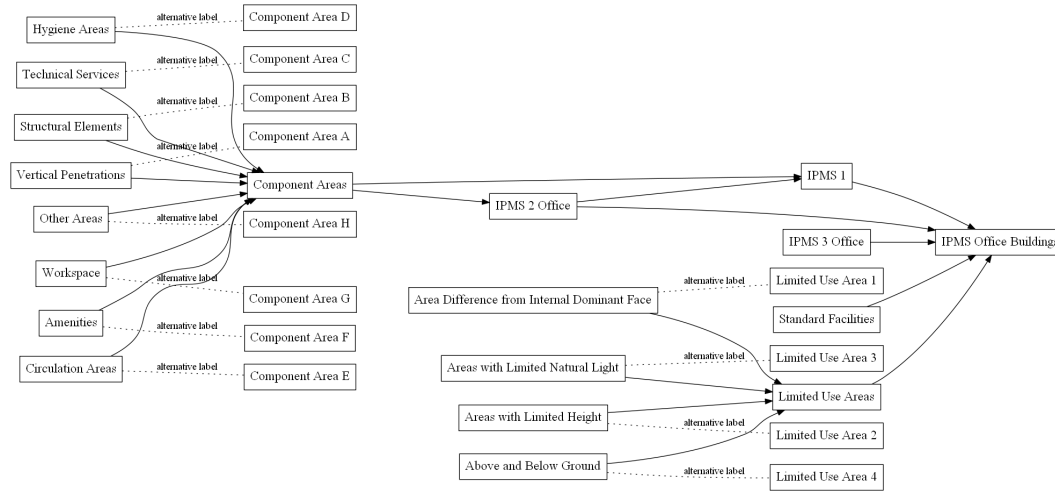 Hygiene Areas
alternative label
Component Area D
Technical Services
alternative label
Component Area C
Structural Elements
alternative label
Component Area B
Vertical Penetrations
alternative label
Component Area A
Component Areas
Other Areas
alternative label
Component Area H
Workspace
alternative label
Component Area G
Amenities
alternative label
Component Area F
Circulation Areas
alternative label
Component Area E
IPMS 1
IPMS 2 Office
IPMS 3 Office
IPMS Office Buildings
Area Difference from Internal Dominant Face
alternative label
Limited Use Area 1
Standard Facilities
Areas with Limited Natural Light
alternative label
Limited Use Area 3
Limited Use Areas
Areas with Limited Height
alternative label
Limited Use Area 2
Above and Below Ground
alternative label
Limited Use Area 4